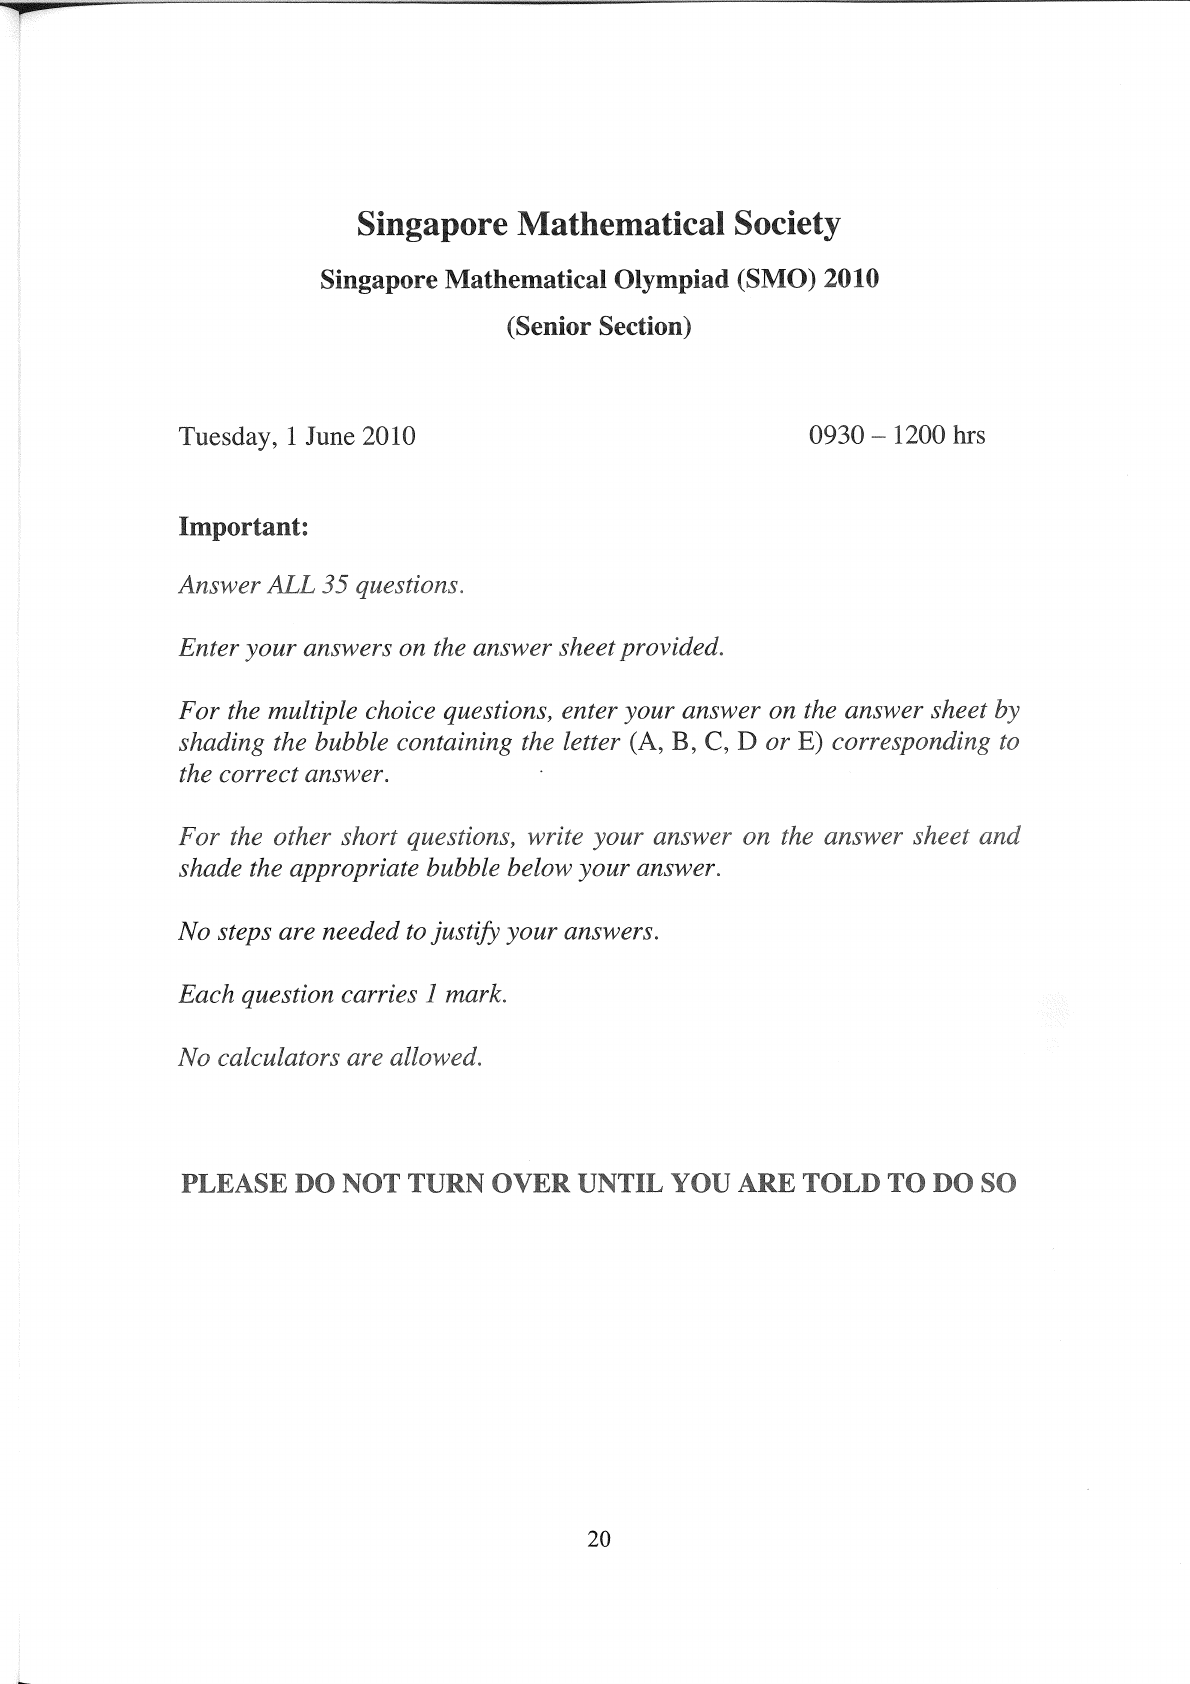 Singapore Mathematical Society
Singapore Mathematical Olympiad (SMO) 2010
(Senior Section)
Tuesday, 1 June 2010 0930 – 1200 hrs
Important:
Answer ALL 35 questions.
Enter your answers on the answer sheet provided.
For the multiple choice questions, enter your answer on the answer sheet by
shading the bubble containing the letter (A, B, C, D or E) corresponding to
the correct answer.
For the other short questions, write your answer on the answer sheet and
shade the appropriate bubble below your answer.
No steps are needed to justify your answers.
Each question carries 1 mark.
No calculators are allowed.
PLEASE DO NOT TURN OVER UNTIL YOU ARE TOLD TO DO SO
20